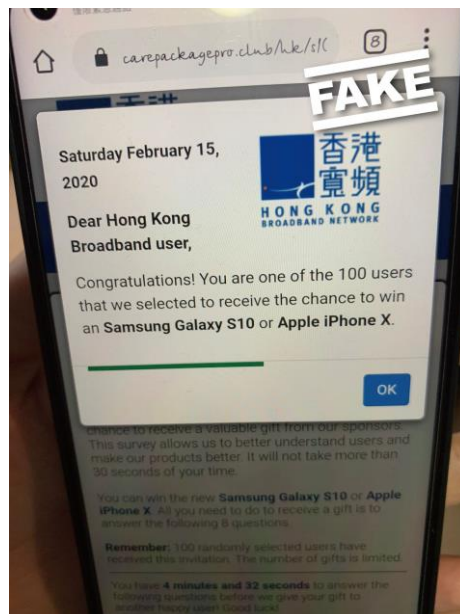 carepackagepro.club/hk/s1(
8
FAKE
Saturday February 15,
2020
香港
寬頻
HONG KONG
BROADBAND NETWORK
Dear Hong Kong
Broadband user,
Congratulations! You are one of the 100 users
that we selected to receive the chance to win
an Samsung Galaxy S10 or Apple iPhone X.
OK
chance to receive a valuable gift from our sponsors.
This survey allows us to better understand users and
make our products better. It will not take more than
30 seconds of your time.
You can win the new Samsung Galaxy S10 or Apple
iPhone X. All you need to do to receive a gift is to
answer the following 8 questions.
Remember: 100 randomly selected users have
received this invitation. The number of gifts is limited.
You have 4 minutes and 32 seconds to answer the
following questions before we give your gift to
another happy user! Good luck!